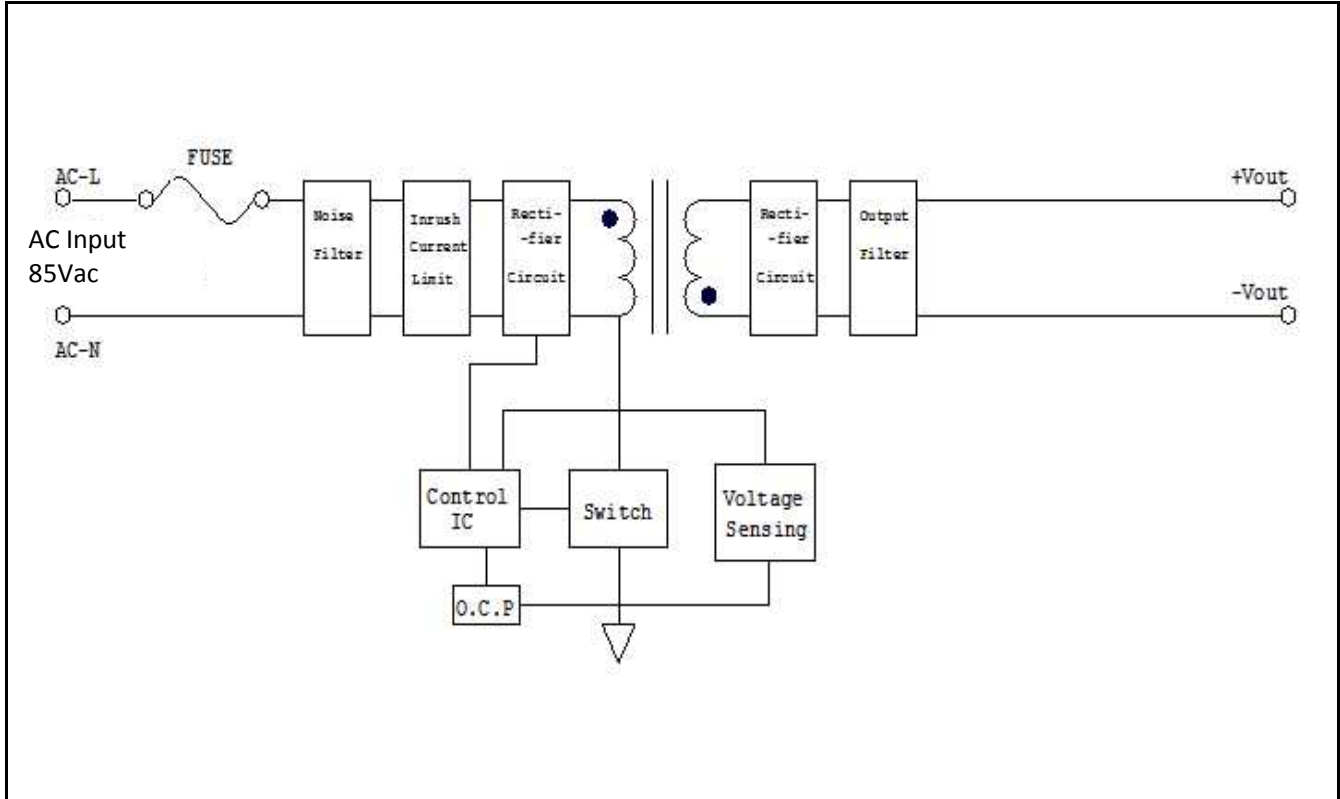 FUSE
AC-L
+Vout
Noise
Filter
Inrush
Current
Limit
Recti-
-fier
Circuit
Recti-
-fier
Circuit
Output
Filter
AC Input
85Vac
-Vout
AC-N
Control
IC
Switch
Voltage
Sensing
O.C.P